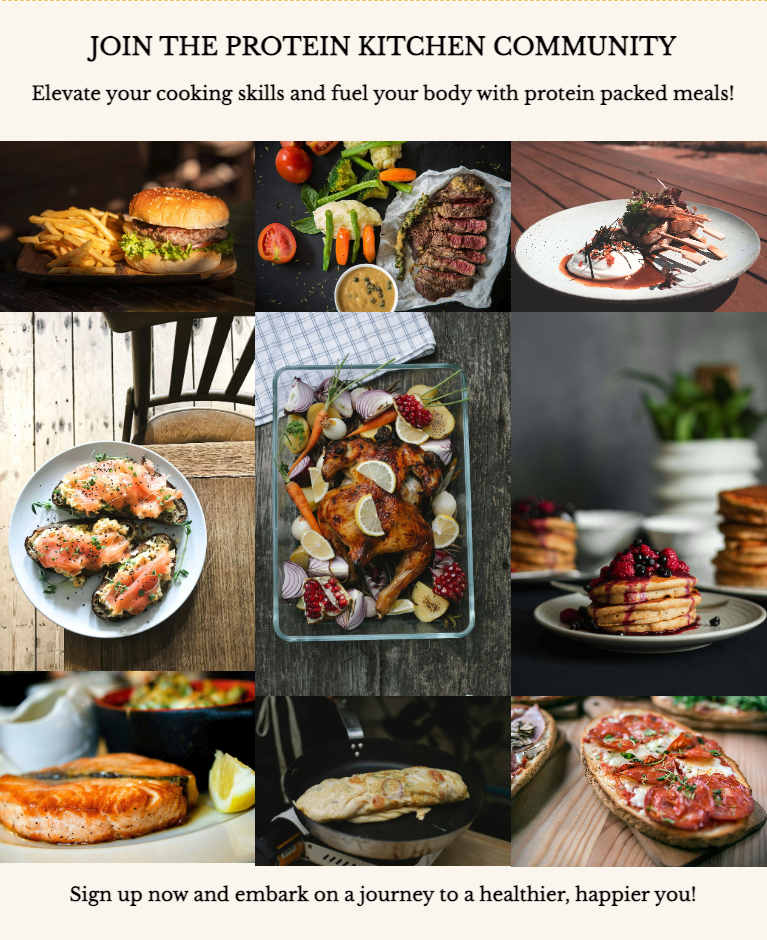 JOIN THE PROTEIN KITCHEN COMMUNITY
Elevate your cooking skills and fuel your body with protein packed meals!
Sign up now and embark on a journey to a healthier, happier you!